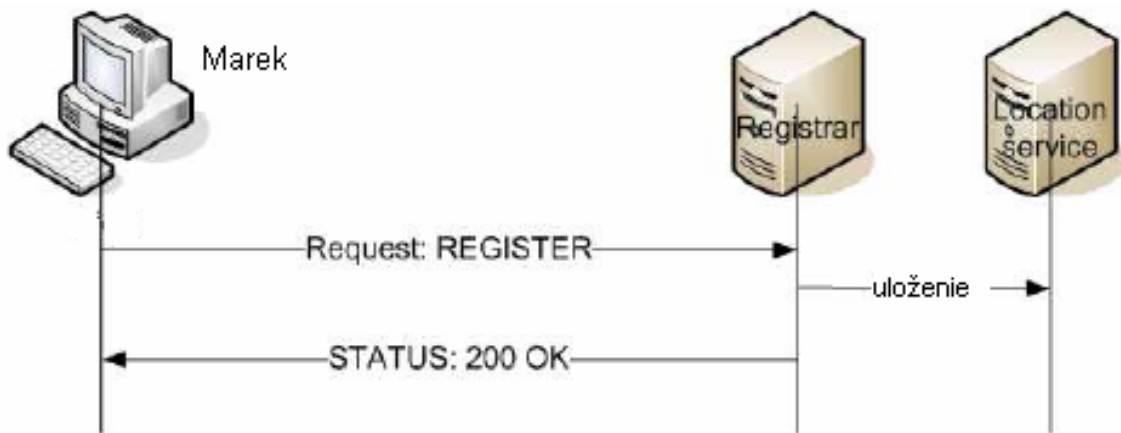 Marek
Registrar
Location
service
Request: REGISTER
uloženie
STATUS: 200 OK